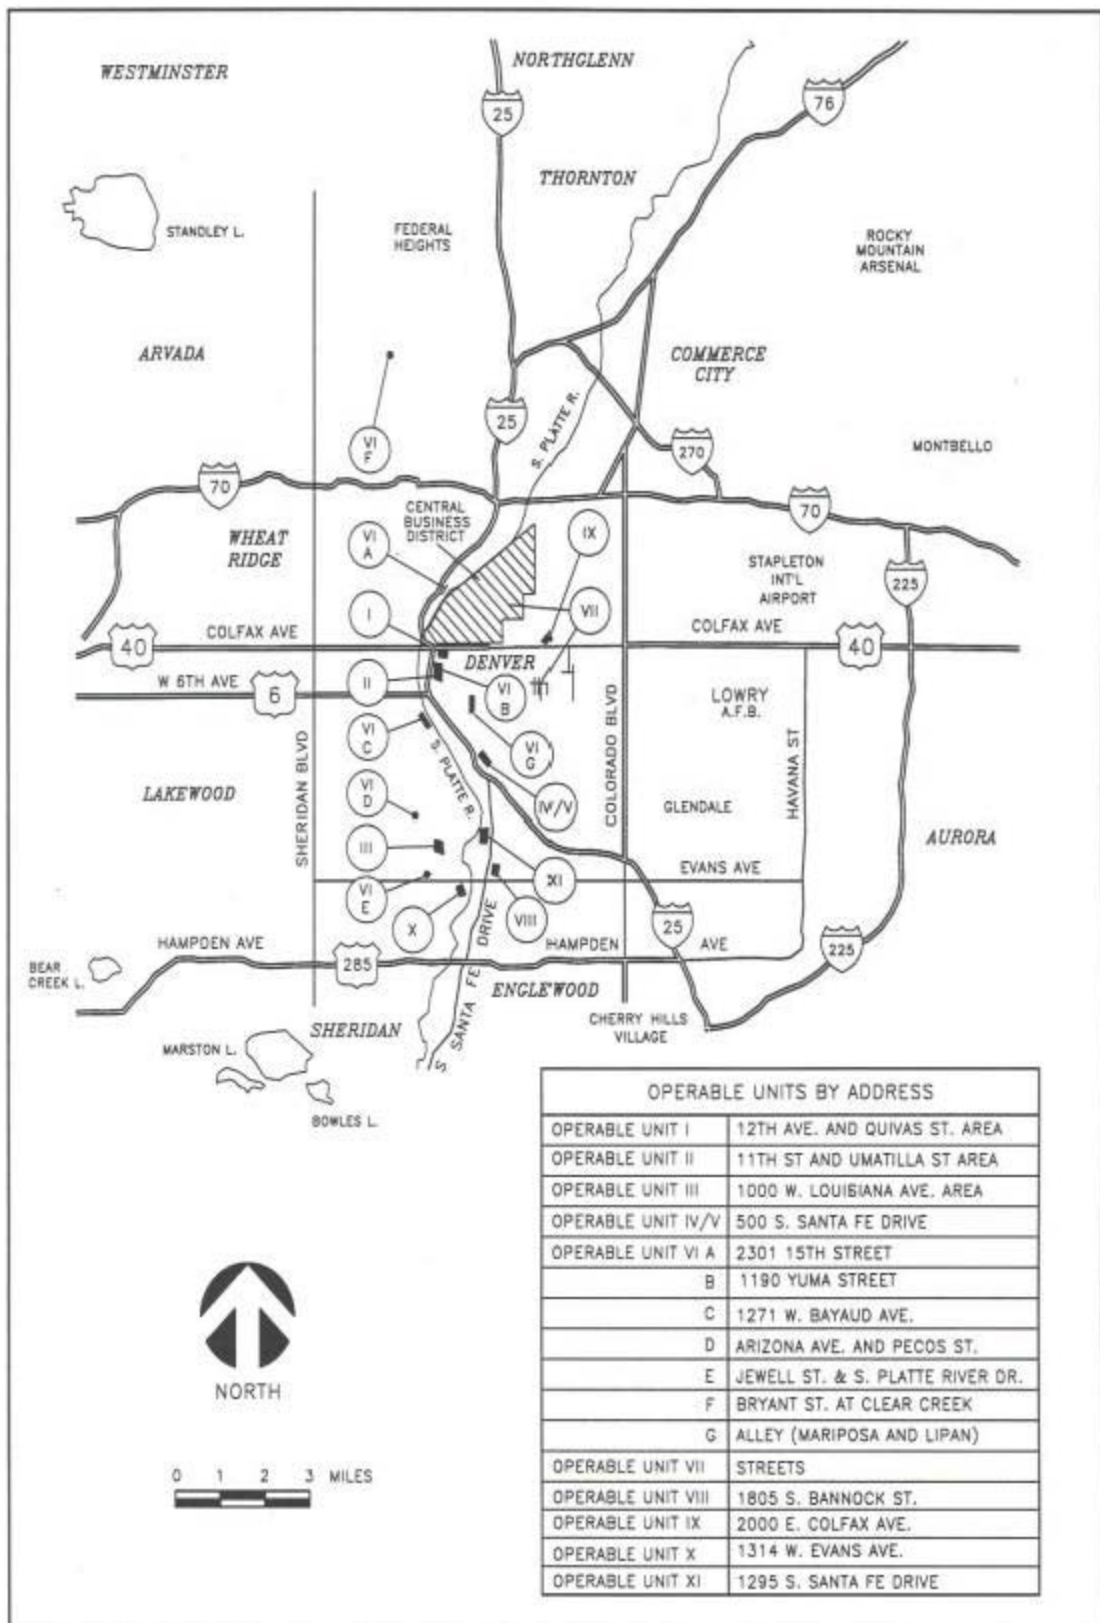 WESTMINSTER
NORTHGLENN
25
76
THORNTON
STANDLEY L.
FEDERAL
HEIGHTS
ROCKY
MOUNTAIN
ARSENAL
ARVADA
COMMERCE
CITY
25
S. PLATTE R.
VI
F
270
MONTBELLO
70
70
CENTRAL
BUSINESS
DISTRICT
WHEAT
RIDGE
VI
A
IX
STAPLETON
INT'L
AIRPORT
225
I
VII
COLFAX AVE
COLFAX AVE
40
40
DENVER
W 6TH AVE
6
II
VI
B
LOWRY
A.F.B.
VI
C
VI
G
S. PLATTE R.
SHERIDAN BLVD
COLORADO BLVD
HAVANA ST
LAKEWOOD
VI
D
IV/V
GLENDALE
III
AURORA
EVANS AVE
VI
E
XI
X
VIII
25
225
HAMPDEN AVE
HAMPDEN
AVE
285
BEAR
CREEK L.
S SANTA FE DRIVE
ENGLEWOOD
SHERIDAN
CHERRY HILLS
VILLAGE
MARSTON L.
BOWLES L.
OPERABLE UNITS BY ADDRESS
OPERABLE UNIT I 12TH AVE. AND QUIVAS ST. AREA
OPERABLE UNIT II 11TH ST AND UMATILLA ST AREA
OPERABLE UNIT III 1000 W. LOUISIANA AVE. AREA
OPERABLE UNIT IV/V 500 S. SANTA FE DRIVE
OPERABLE UNIT VI A 2301 15TH STREET
B 1190 YUMA STREET
C 1271 W. BAYAUD AVE.
D ARIZONA AVE. AND PECOS ST.
E JEWELL ST. & S. PLATTE RIVER DR.
F BRYANT ST. AT CLEAR CREEK
G ALLEY (MARIPOSA AND LIPAN)
OPERABLE UNIT VII STREETS
OPERABLE UNIT VIII 1805 S. BANNOCK ST.
OPERABLE UNIT IX 2000 E. COLFAX AVE.
OPERABLE UNIT X 1314 W. EVANS AVE.
OPERABLE UNIT XI 1295 S. SANTA FE DRIVE
NORTH
0 1 2 3 MILES